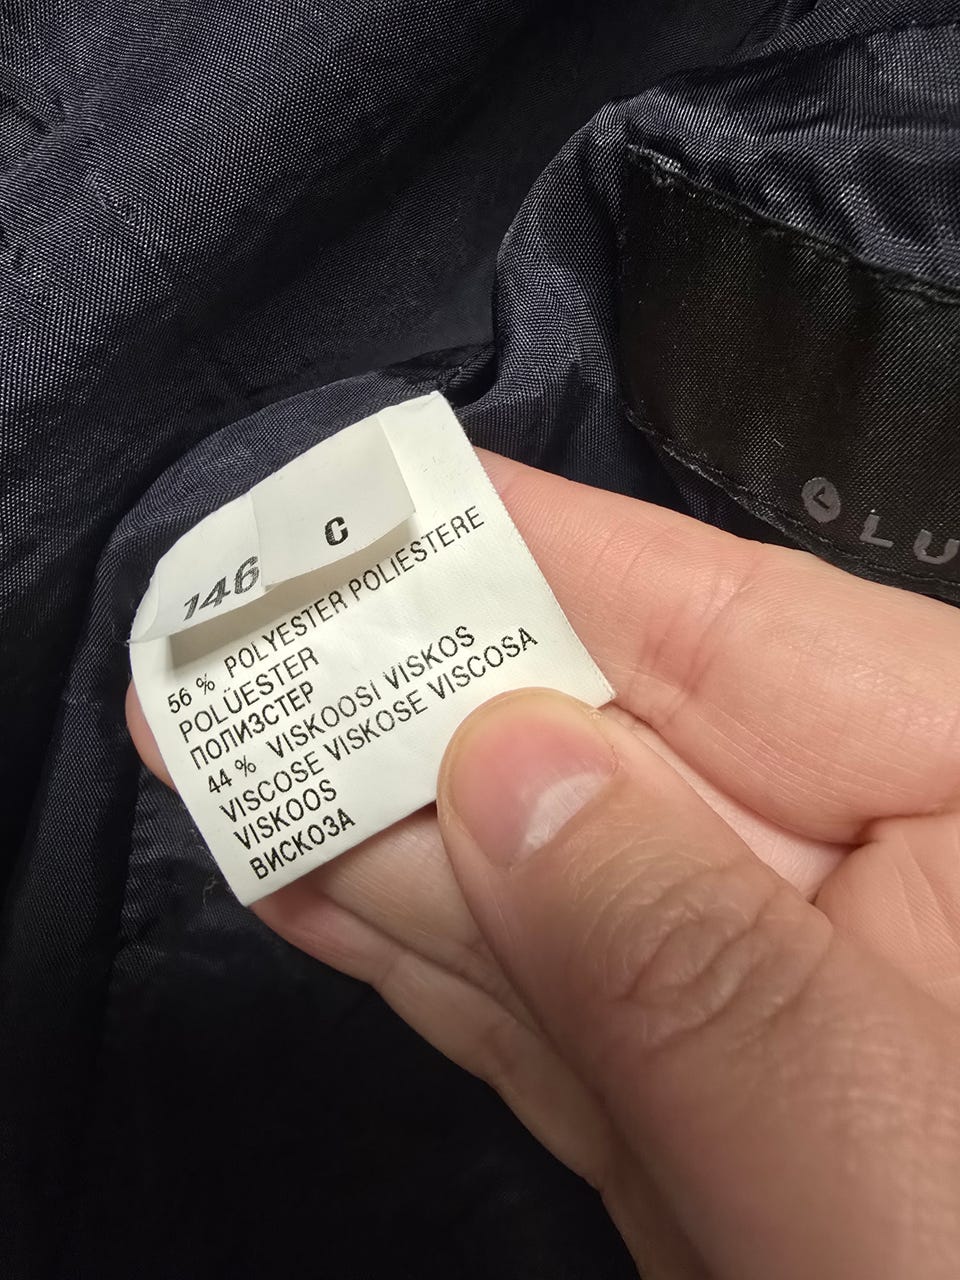 146 C
56 % POLYESTER POLIESTERE
POLÜESTER
ПОЛИЭСТЕР
44 % VISKOOSI VISKOS
VISCOSE VISKOSE VISCOSA
VISKOOS
ВИСКОЗА
LU